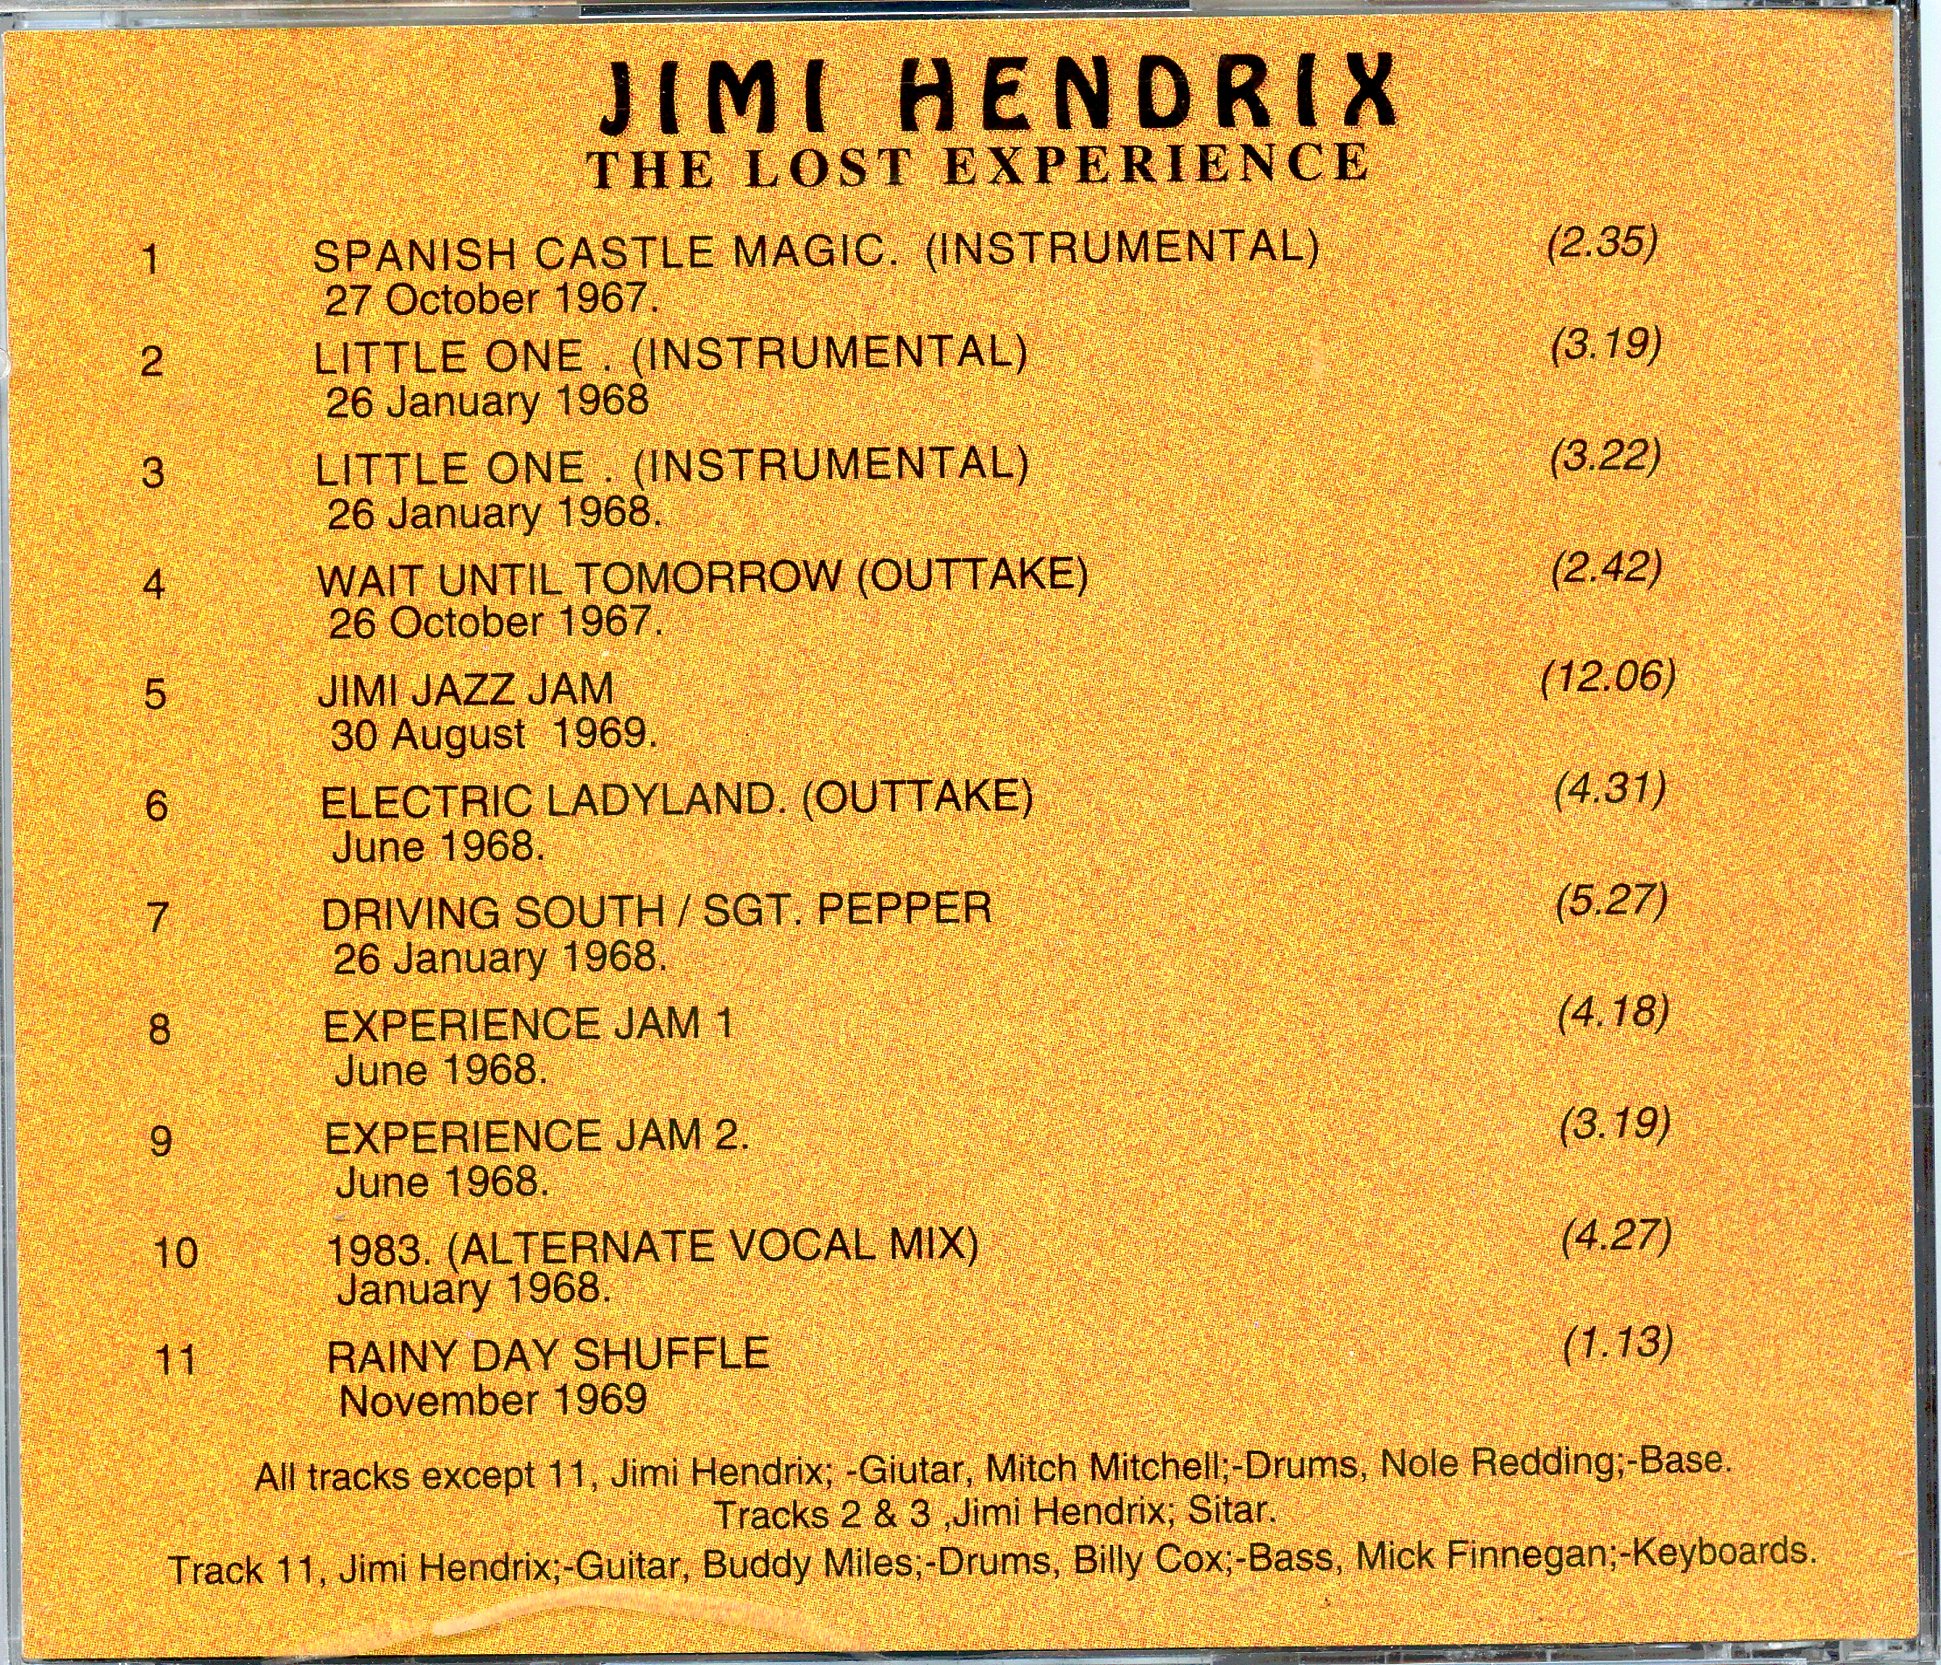 JIMI HENDRIX
THE LOST EXPERIENCE
1 SPANISH CASTLE MAGIC. (INSTRUMENTAL) (2.35)
27 October 1967.
2 LITTLE ONE . (INSTRUMENTAL) (3.19)
26 January 1968
3 LITTLE ONE . (INSTRUMENTAL) (3.22)
26 January 1968.
4 WAIT UNTIL TOMORROW (OUTTAKE) (2.42)
26 October 1967.
5 JIMI JAZZ JAM (12.06)
30 August 1969.
6 ELECTRIC LADYLAND. (OUTTAKE) (4.31)
June 1968.
7 DRIVING SOUTH / SGT. PEPPER (5.27)
26 January 1968.
8 EXPERIENCE JAM 1 (4.18)
June 1968.
9 EXPERIENCE JAM 2. (3.19)
June 1968.
10 1983. (ALTERNATE VOCAL MIX) (4.27)
January 1968.
11 RAINY DAY SHUFFLE (1.13)
November 1969
All tracks except 11, Jimi Hendrix; -Giutar, Mitch Mitchell;-Drums, Nole Redding;-Base.
Tracks 2 & 3 ,Jimi Hendrix; Sitar.
Track 11, Jimi Hendrix;-Guitar, Buddy Miles;-Drums, Billy Cox;-Bass, Mick Finnegan;-Keyboards.